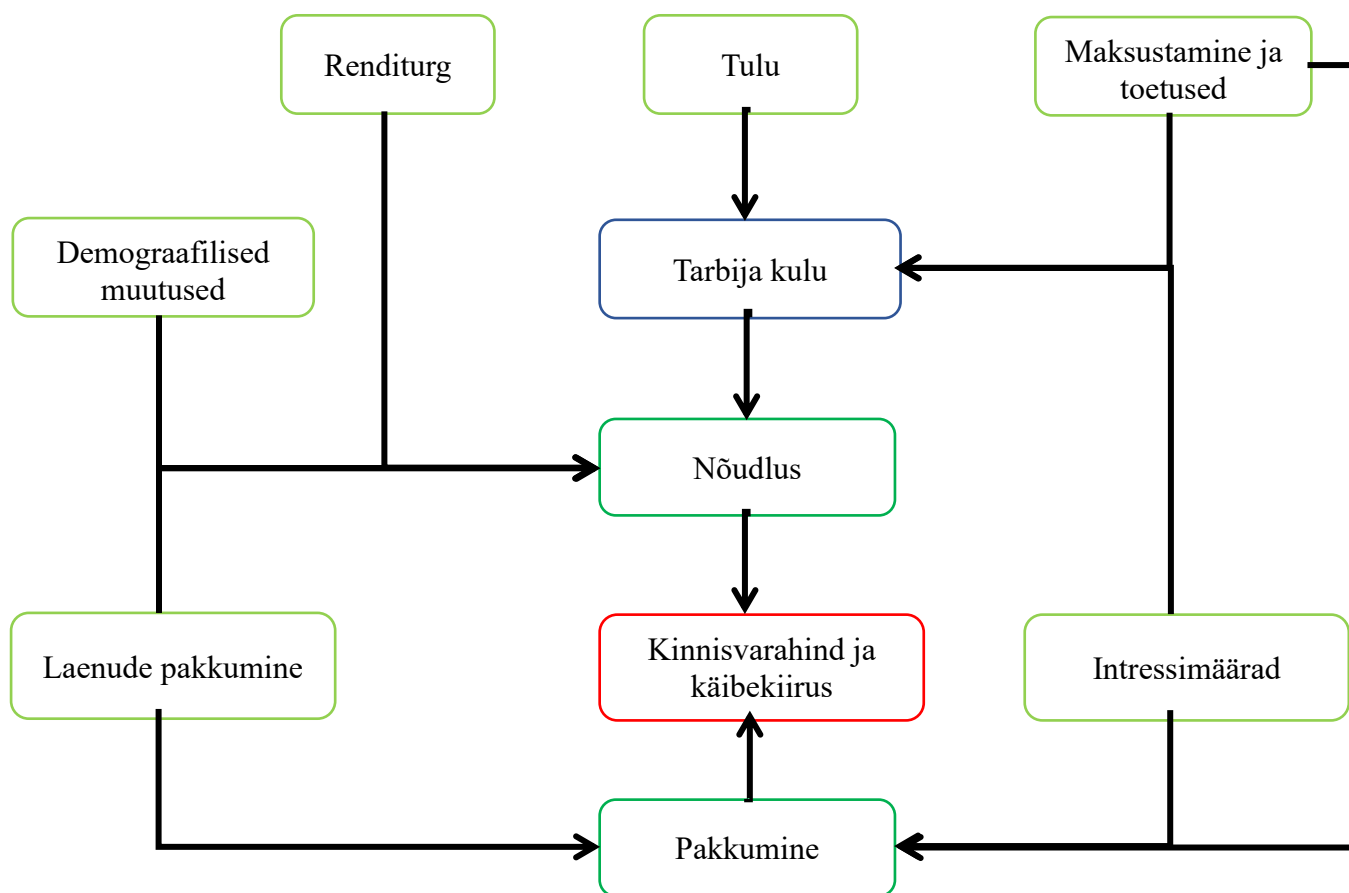 Renditurg
Tulu
Maksustamine ja
toetused
Demograafilised
muutused
Tarbija kulu
Nõudlus
Laenude pakkumine
Kinnisvarahind ja
käibekiirus
Intressimäärad
Pakkumine